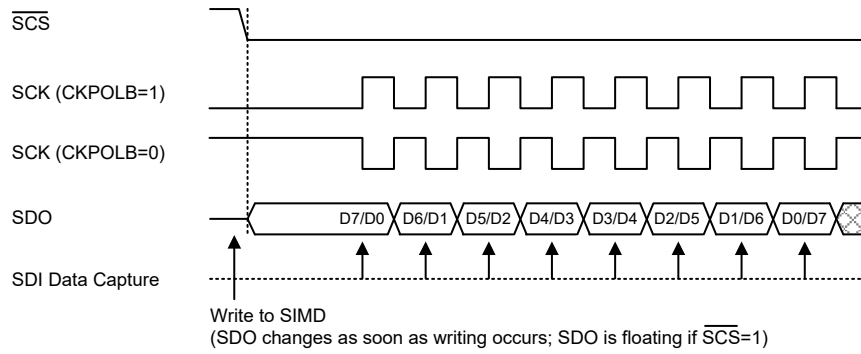 SCS
SCK (CKPOLB=1)
SCK (CKPOLB=0)
SDO
D7/D0 D6/D1 D5/D2 D4/D3 D3/D4 D2/D5 D1/D6 D0/D7
SDI Data Capture
Write to SIMD
(SDO changes as soon as writing occurs; SDO is floating if SCS=1)